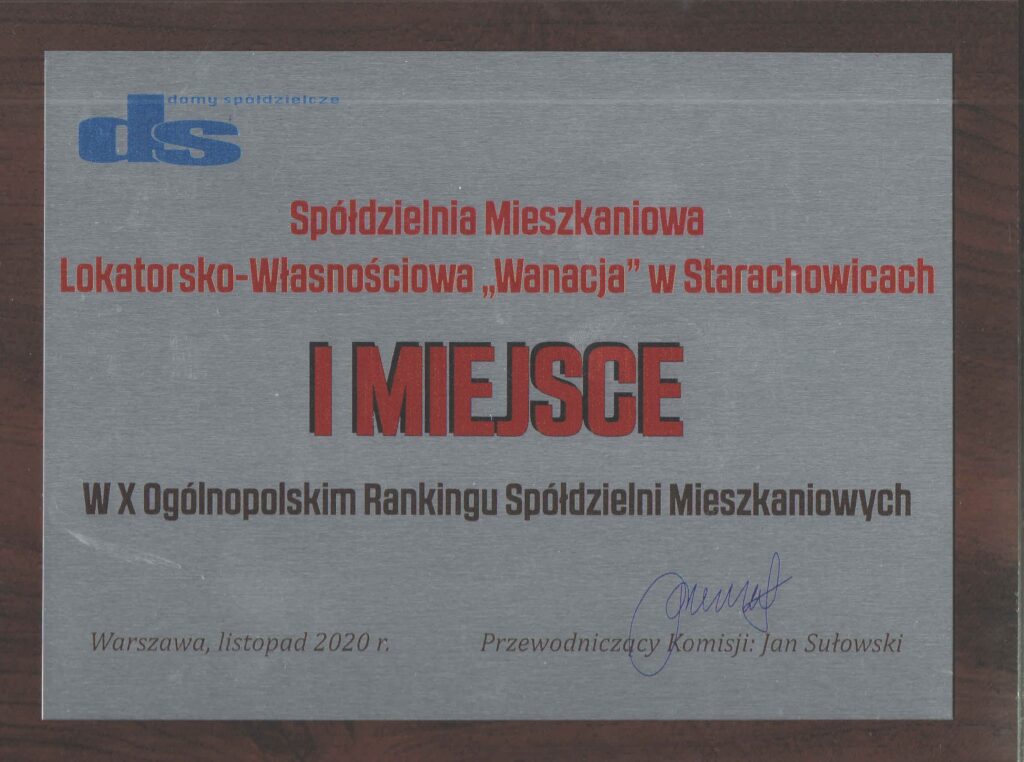 domy spółdzielcze
ds
Spółdzielnia Mieszkaniowa
Lokatorsko-Własnościowa „Wanacja” w Starachowicach
I MIEJSCE
W X Ogólnopolskim Rankingu Spółdzielni Mieszkaniowych
Warszawa, listopad 2020 r. Przewodniczący Komisji: Jan Sułowski